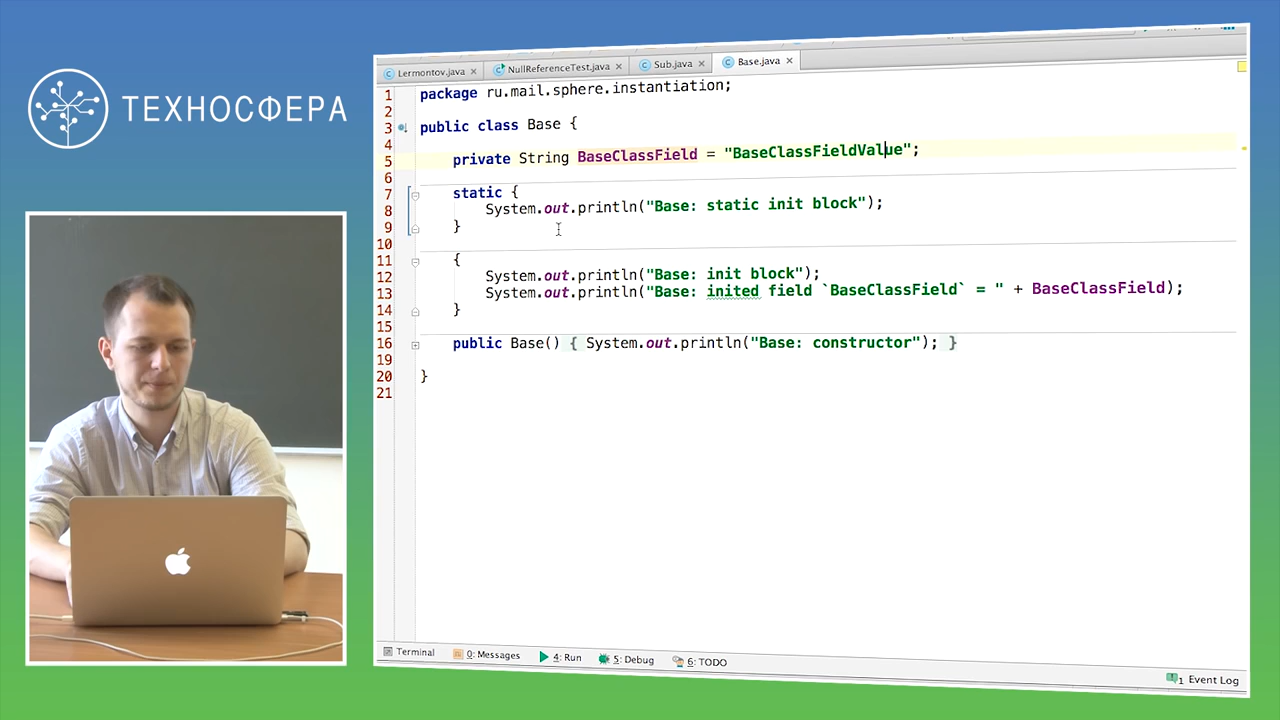 ТЕХНОСФЕРА
Lermontov.java
NullReferenceTest.java
Sub.java
Base.java
1 package ru.mail.sphere.instantiation;
2
3 public class Base {
4
5 private String BaseClassField = "BaseClassFieldValue";
6
7 static {
8 System.out.println("Base: static init block");
9 }
10
11 {
12 System.out.println("Base: init block");
13 System.out.println("Base: inited field `BaseClassField` = " + BaseClassField);
14 }
15
16 public Base() { System.out.println("Base: constructor"); }
19
20 }
21
Terminal 0: Messages 4: Run 5: Debug 6: TODO
1 Event Log